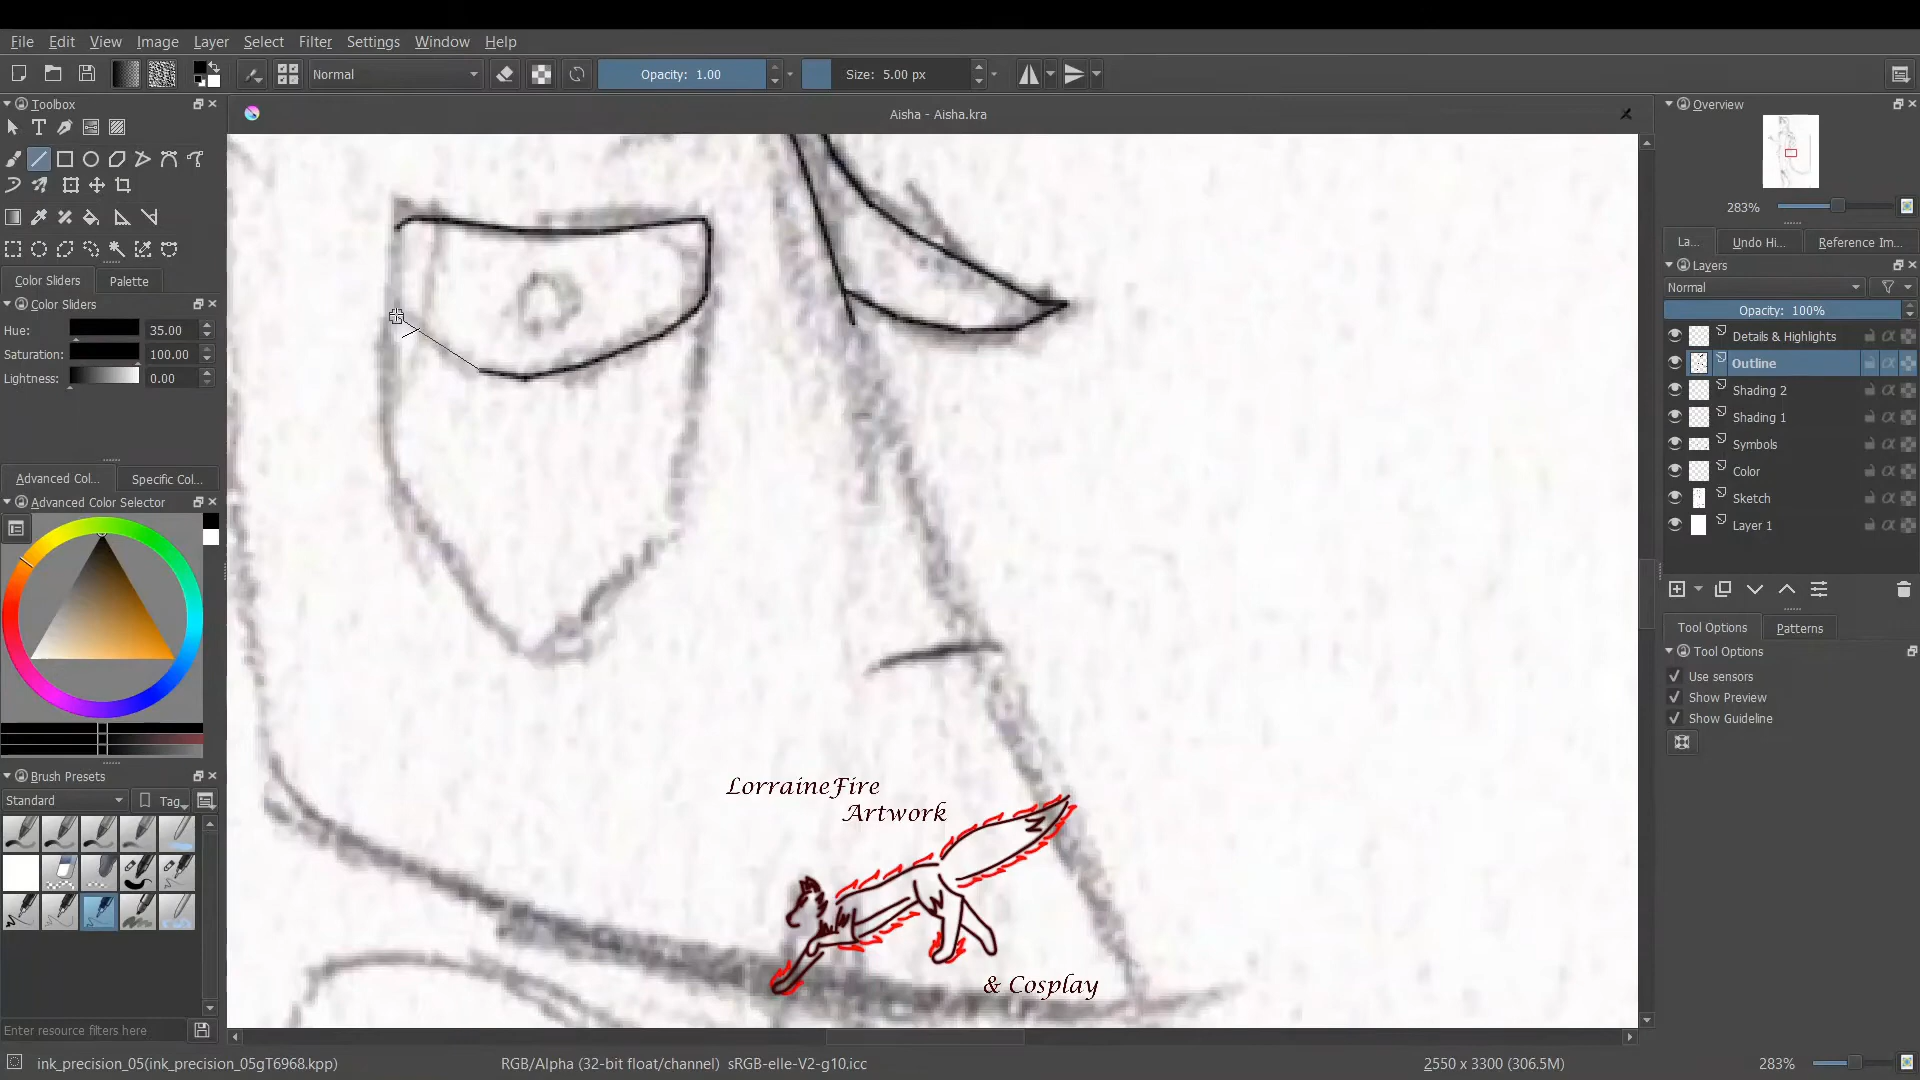 File Edit View Image Layer Select Filter Settings Window Help
Normal Opacity: 1.00 Size: 5.00 px
Toolbox
Aisha - Aisha.kra
Overview
283%
Color Sliders Palette
Color Sliders
Hue: 35.00
Saturation: 100.00
Lightness: 0.00
La... Undo Hi... Reference Im...
Layers
Normal
Opacity: 100%
Details & Highlights
Outline
Shading 2
Shading 1
Symbols
Color
Sketch
Layer 1
Advanced Col... Specific Col...
Advanced Color Selector
Tool Options Patterns
Tool Options
Use sensors
Show Preview
Show Guideline
Brush Presets
Standard Tag
Enter resource filters here
LorraineFire
Artwork
& Cosplay
ink_precision_05(ink_precision_05gT6968.kpp) RGB/Alpha (32-bit float/channel) sRGB-elle-V2-g10.icc 2550 x 3300 (306.5M) 283%